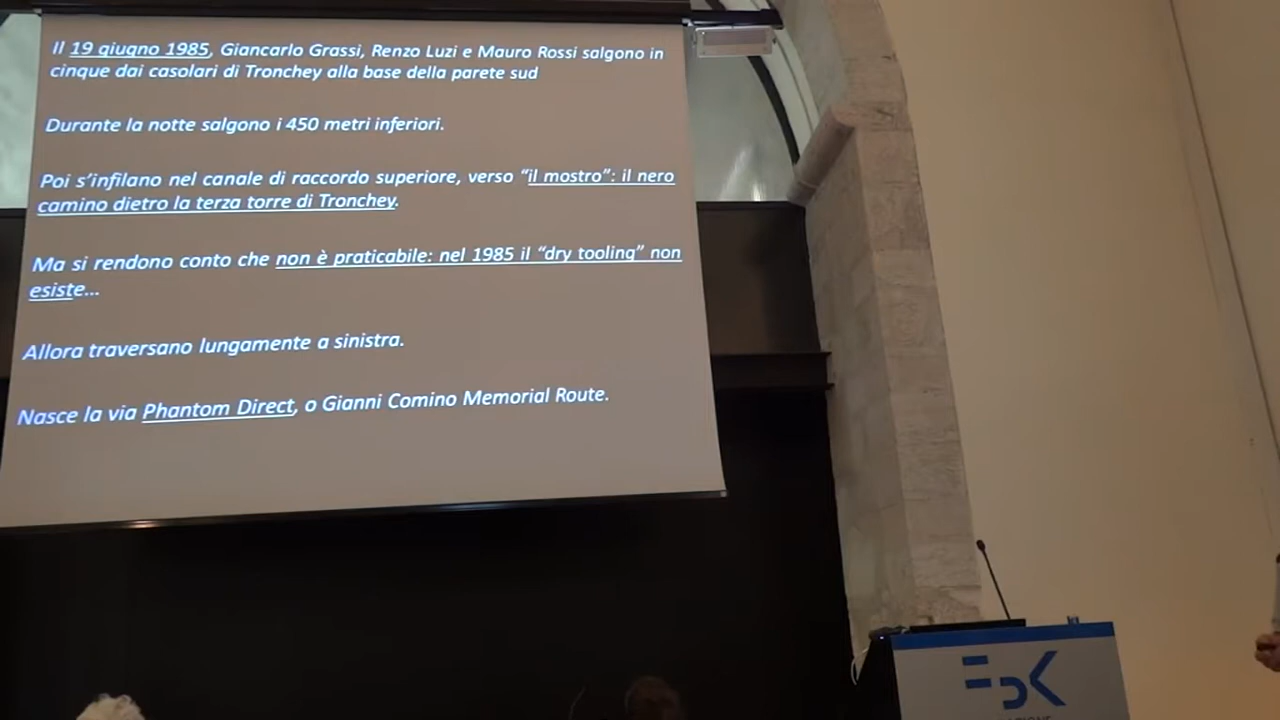 Il 19 giugno 1985, Giancarlo Grassi, Renzo Luzi e Mauro Rossi salgono in
cinque dai casolari di Tronchey alla base della parete sud
Durante la notte salgono i 450 metri inferiori.
Poi s'infilano nel canale di raccordo superiore, verso "il mostro": il nero
camino dietro la terza torre di Tronchey.
Ma si rendono conto che non è praticabile: nel 1985 il "dry tooling" non
esiste...
Allora traversano lungamente a sinistra.
Nasce la via Phantom Direct, o Gianni Comino Memorial Route.
FBK